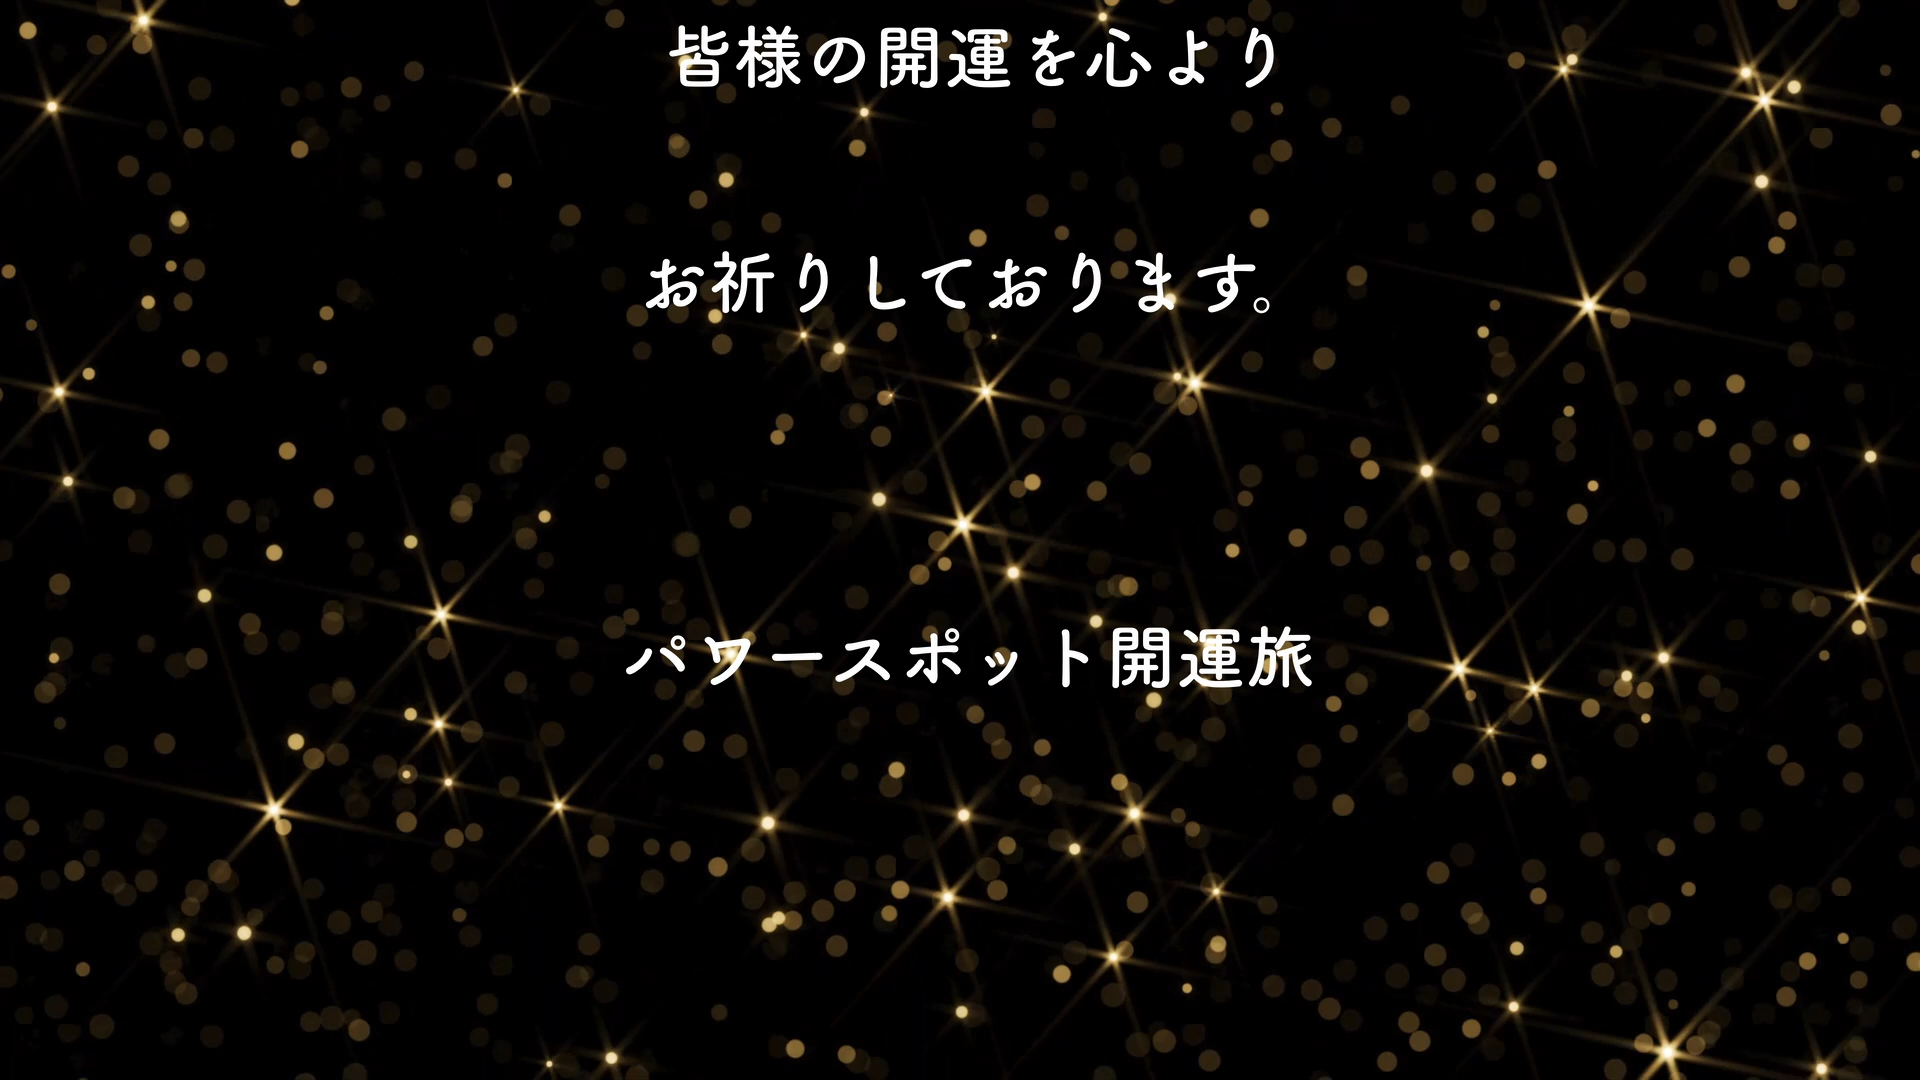 皆様の開運を心より
お祈りしております。
パワースポット開運旅